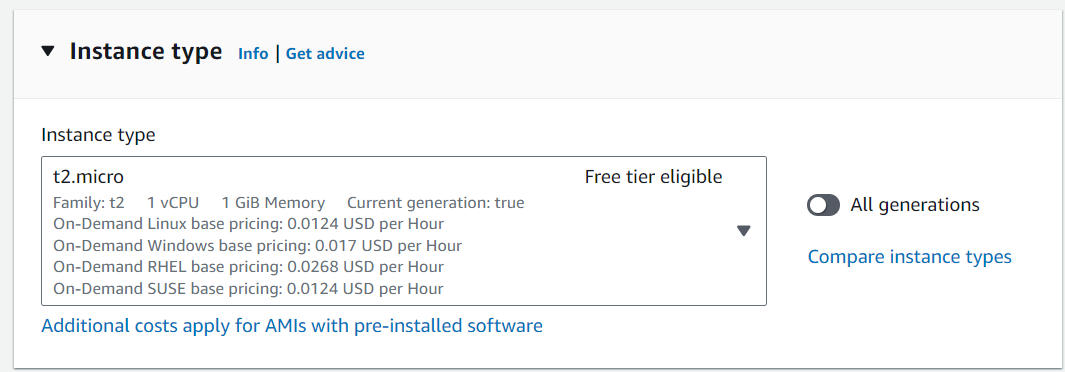 Instance type Info | Get advice
Instance type
t2.micro Free tier eligible
Family: t2 1 vCPU 1 GiB Memory Current generation: true
On-Demand Linux base pricing: 0.0124 USD per Hour
On-Demand Windows base pricing: 0.017 USD per Hour
On-Demand RHEL base pricing: 0.0268 USD per Hour
On-Demand SUSE base pricing: 0.0124 USD per Hour
All generations
Compare instance types
Additional costs apply for AMIs with pre-installed software